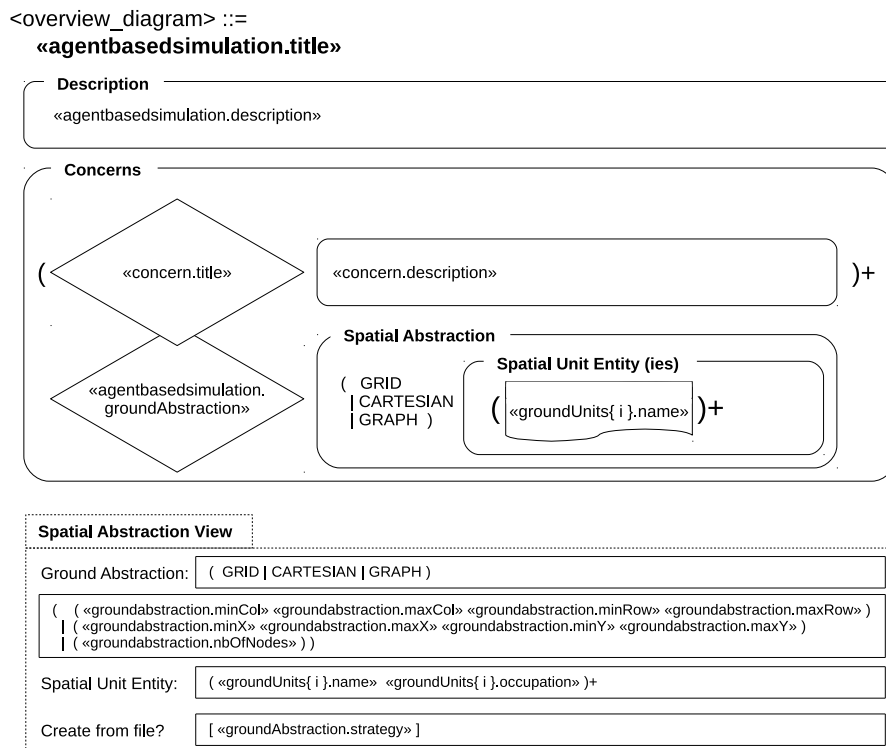 <overview_diagram> ::=
«agentbasedsimulation.title»
Description
«agentbasedsimulation.description»
Concerns
( «concern.title» «concern.description» )+
Spatial Abstraction
Spatial Unit Entity (ies)
«agentbasedsimulation.
groundAbstraction»
( GRID
| CARTESIAN
| GRAPH )
( «groundUnits{ i }.name» )+
Spatial Abstraction View
Ground Abstraction: ( GRID | CARTESIAN | GRAPH )
( ( «groundabstraction.minCol» «groundabstraction.maxCol» «groundabstraction.minRow» «groundabstraction.maxRow» )
| ( «groundabstraction.minX» «groundabstraction.maxX» «groundabstraction.minY» «groundabstraction.maxY» )
| ( «groundabstraction.nbOfNodes» ) )
Spatial Unit Entity: ( «groundUnits{ i }.name» «groundUnits{ i }.occupation» )+
Create from file? [ «groundAbstraction.strategy» ]